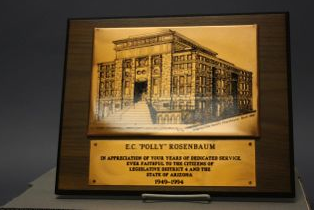 E.C. "POLLY" ROSENBAUM
IN APPRECIATION OF YOUR YEARS OF DEDICATED SERVICE,
EVER FAITHFUL TO THE CITIZENS OF
LEGISLATIVE DISTRICT 4 AND THE
STATE OF ARIZONA
1949-1994